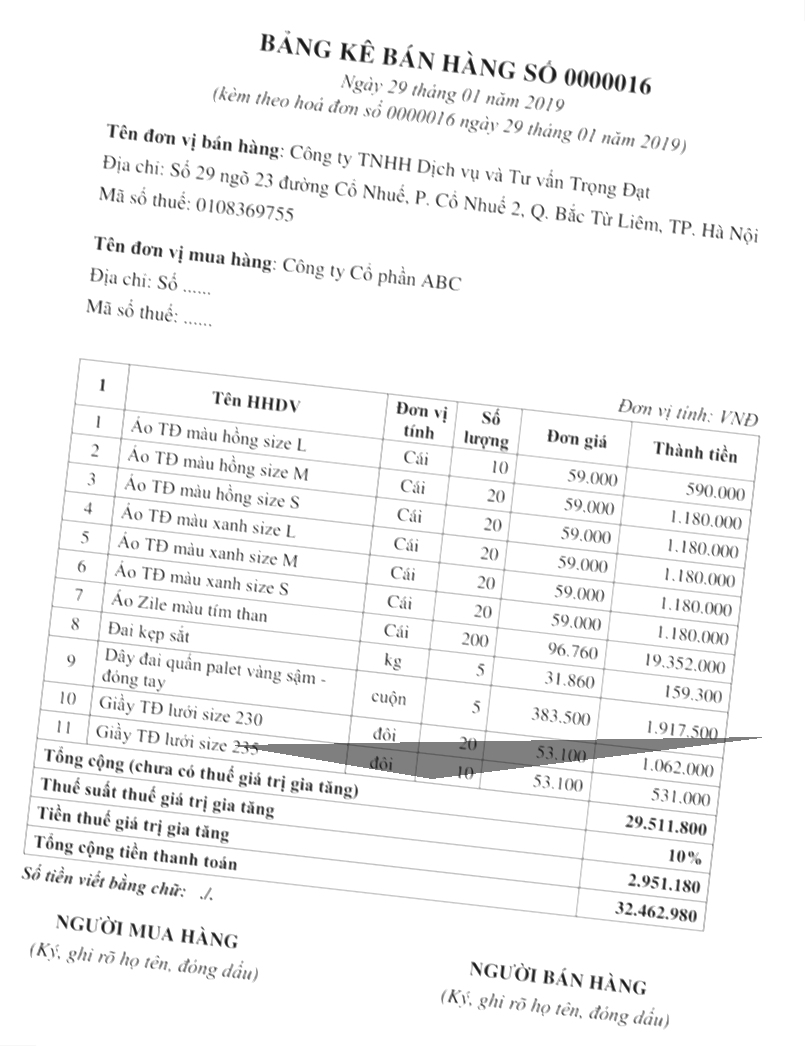 BẢNG KÊ BÁN HÀNG SỐ 0000016
Ngày 29 tháng 01 năm 2019
(kèm theo hoá đơn số 0000016 ngày 29 tháng 01 năm 2019)
Tên đơn vị bán hàng: Công ty TNHH Dịch vụ và Tư vấn Trọng Đạt
Địa chỉ: Số 29 ngõ 23 đường Cổ Nhuế, P. Cổ Nhuế 2, Q. Bắc Từ Liêm, TP. Hà Nội
Mã số thuế: 0108369755
Tên đơn vị mua hàng: Công ty Cổ phần ABC
Địa chỉ: Số ......
Mã số thuế: ......
Đơn vị tính: VNĐ
1 Tên HHDV Đơn vị tính Số lượng Đơn giá Thành tiền
1 Áo TĐ màu hồng size L Cái 10 59.000 590.000
2 Áo TĐ màu hồng size M Cái 20 59.000 1.180.000
3 Áo TĐ màu hồng size S Cái 20 59.000 1.180.000
4 Áo TĐ màu xanh size L Cái 20 59.000 1.180.000
5 Áo TĐ màu xanh size M Cái 20 59.000 1.180.000
6 Áo TĐ màu xanh size S Cái 20 59.000 1.180.000
7 Áo Zile màu tím than Cái 200 96.760 19.352.000
8 Đai kẹp sắt kg 5 31.860 159.300
9 Dây đai quấn palet vàng sậm - đóng tay cuộn 5 383.500 1.917.500
10 Giầy TĐ lưới size 230 đôi 20 53.100 1.062.000
11 Giầy TĐ lưới size 235 đôi 10 53.100 531.000
Tổng cộng (chưa có thuế giá trị gia tăng) 29.511.800
Thuế suất thuế giá trị gia tăng 10%
Tiền thuế giá trị gia tăng 2.951.180
Tổng cộng tiền thanh toán 32.462.980
Số tiền viết bằng chữ: ./.
NGƯỜI MUA HÀNG
(Ký, ghi rõ họ tên, đóng dấu)
NGƯỜI BÁN HÀNG
(Ký, ghi rõ họ tên, đóng dấu)